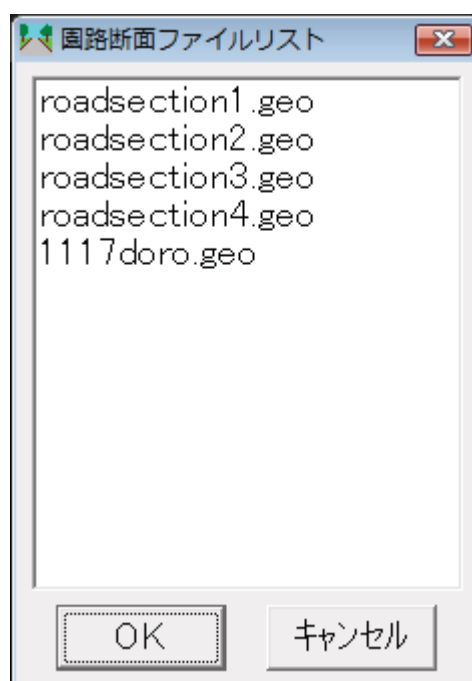 園路断面ファイルリスト
roadsection1.geo
roadsection2.geo
roadsection3.geo
roadsection4.geo
1117doro.geo
OK
キャンセル